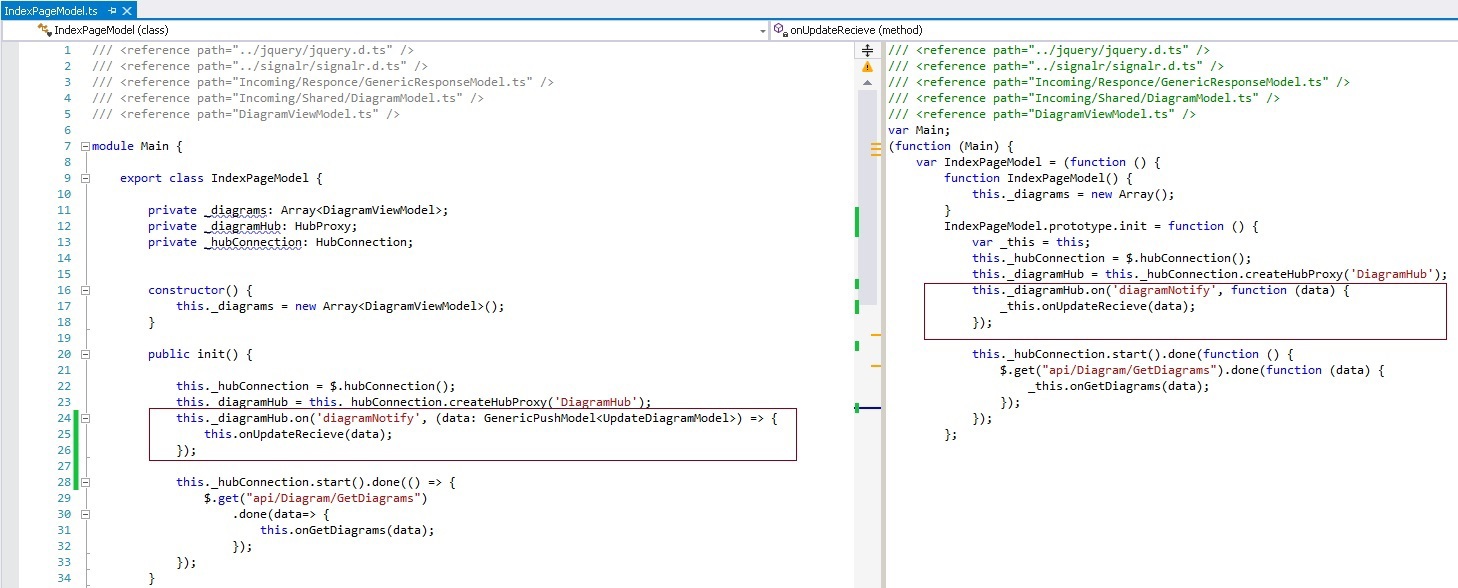 IndexPageModel.ts
IndexPageModel (class)
onUpdateRecieve (method)
1 /// <reference path="../jquery/jquery.d.ts" />
2 /// <reference path="../signalr/signalr.d.ts" />
3 /// <reference path="Incoming/Responce/GenericResponseModel.ts" />
4 /// <reference path="Incoming/Shared/DiagramModel.ts" />
5 /// <reference path="DiagramViewModel.ts" />
6
7 module Main {
8
9 export class IndexPageModel {
10
11 private _diagrams: Array<DiagramViewModel>;
12 private _diagramHub: HubProxy;
13 private _hubConnection: HubConnection;
14
15
16 constructor() {
17 this._diagrams = new Array<DiagramViewModel>();
18 }
19
20 public init() {
21
22 this._hubConnection = $.hubConnection();
23 this._diagramHub = this._hubConnection.createHubProxy('DiagramHub');
24 this._diagramHub.on('diagramNotify', (data: GenericPushModel<UpdateDiagramModel>) => {
25 this.onUpdateRecieve(data);
26 });
27
28 this._hubConnection.start().done(() => {
29 $.get("api/Diagram/GetDiagrams")
30 .done(data=> {
31 this.onGetDiagrams(data);
32 });
33 });
34 }
/// <reference path="../jquery/jquery.d.ts" />
/// <reference path="../signalr/signalr.d.ts" />
/// <reference path="Incoming/Responce/GenericResponseModel.ts" />
/// <reference path="Incoming/Shared/DiagramModel.ts" />
/// <reference path="DiagramViewModel.ts" />
var Main;
(function (Main) {
var IndexPageModel = (function () {
function IndexPageModel() {
this._diagrams = new Array();
}
IndexPageModel.prototype.init = function () {
var _this = this;
this._hubConnection = $.hubConnection();
this._diagramHub = this._hubConnection.createHubProxy('DiagramHub');
this._diagramHub.on('diagramNotify', function (data) {
_this.onUpdateRecieve(data);
});
this._hubConnection.start().done(function () {
$.get("api/Diagram/GetDiagrams").done(function (data) {
_this.onGetDiagrams(data);
});
});
};